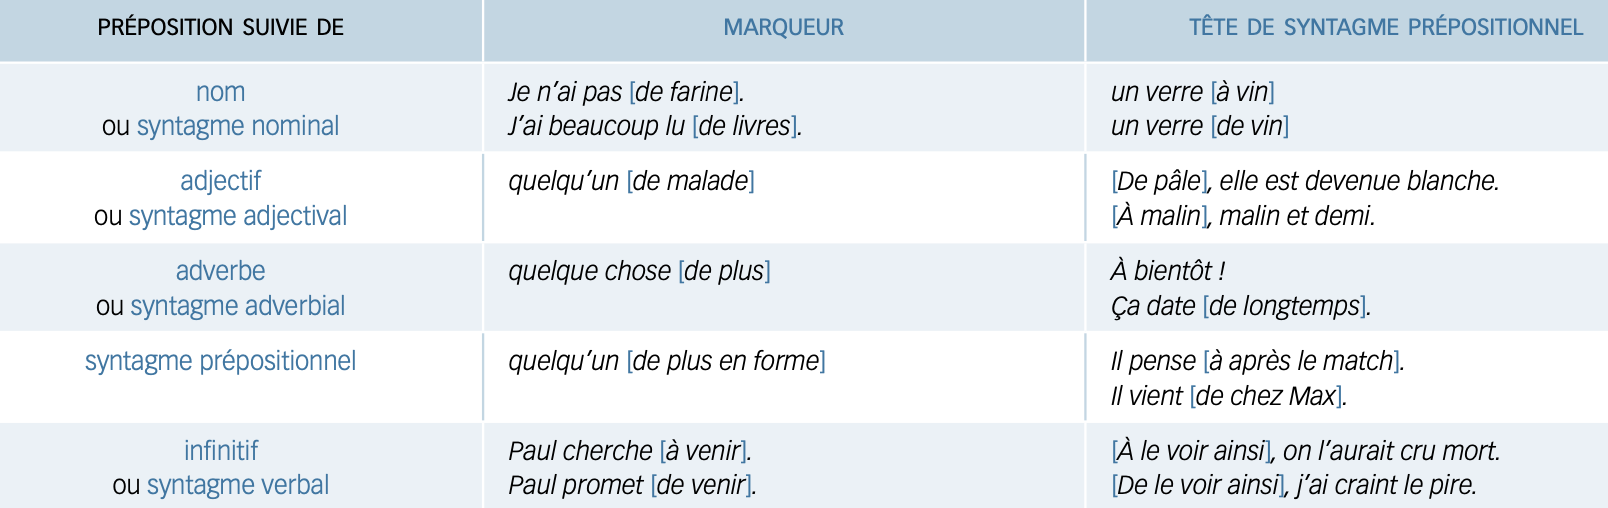 PRÉPOSITION SUIVIE DE MARQUEUR TÊTE DE SYNTAGME PRÉPOSITIONNEL
nom Je n’ai pas [de farine]. un verre [à vin]
ou syntagme nominal J’ai beaucoup lu [de livres]. un verre [de vin]
adjectif quelqu’un [de malade] [De pâle], elle est devenue blanche.
ou syntagme adjectival [À malin], malin et demi.
adverbe quelque chose [de plus] À bientôt !
ou syntagme adverbial Ça date [de longtemps].
syntagme prépositionnel quelqu’un [de plus en forme] Il pense [à après le match].
Il vient [de chez Max].
infinitif Paul cherche [à venir]. [À le voir ainsi], on l’aurait cru mort.
ou syntagme verbal Paul promet [de venir]. [De le voir ainsi], j’ai craint le pire.